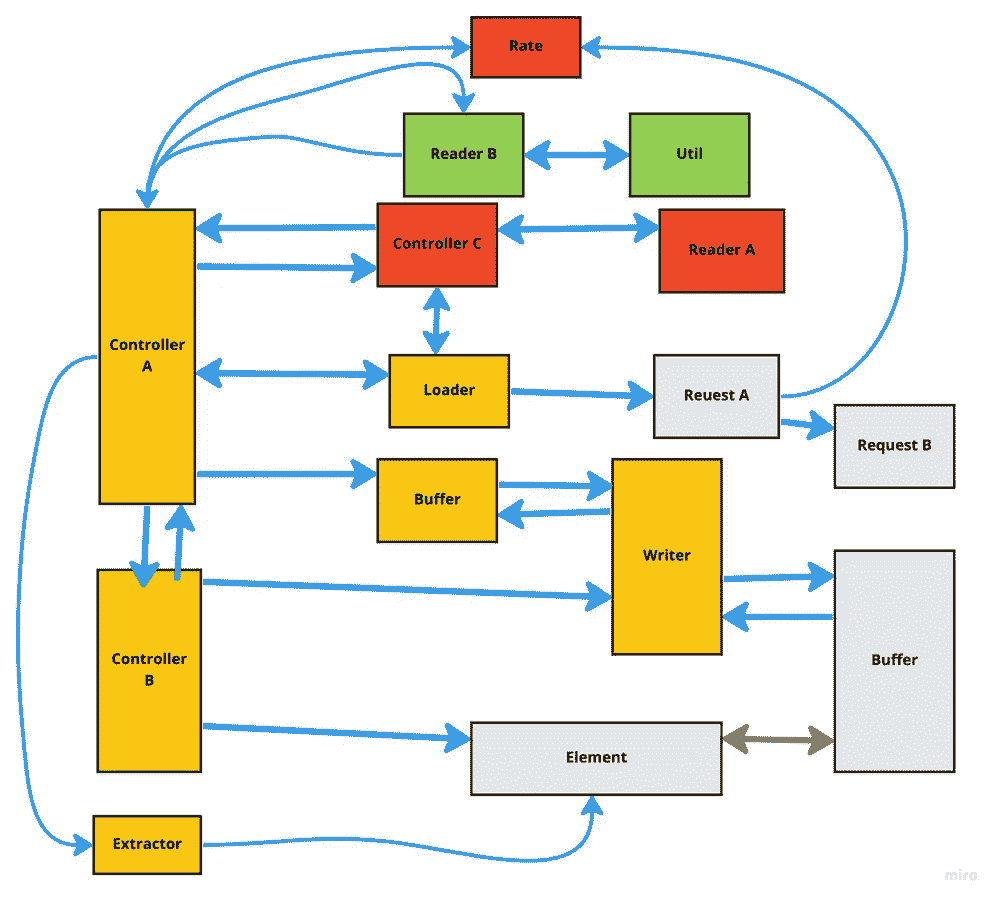 Rate
Reader B
Util
Controller C
Reader A
Controller
A
Loader
Reuest A
Request B
Buffer
Writer
Controller
B
Buffer
Element
Extractor
miro